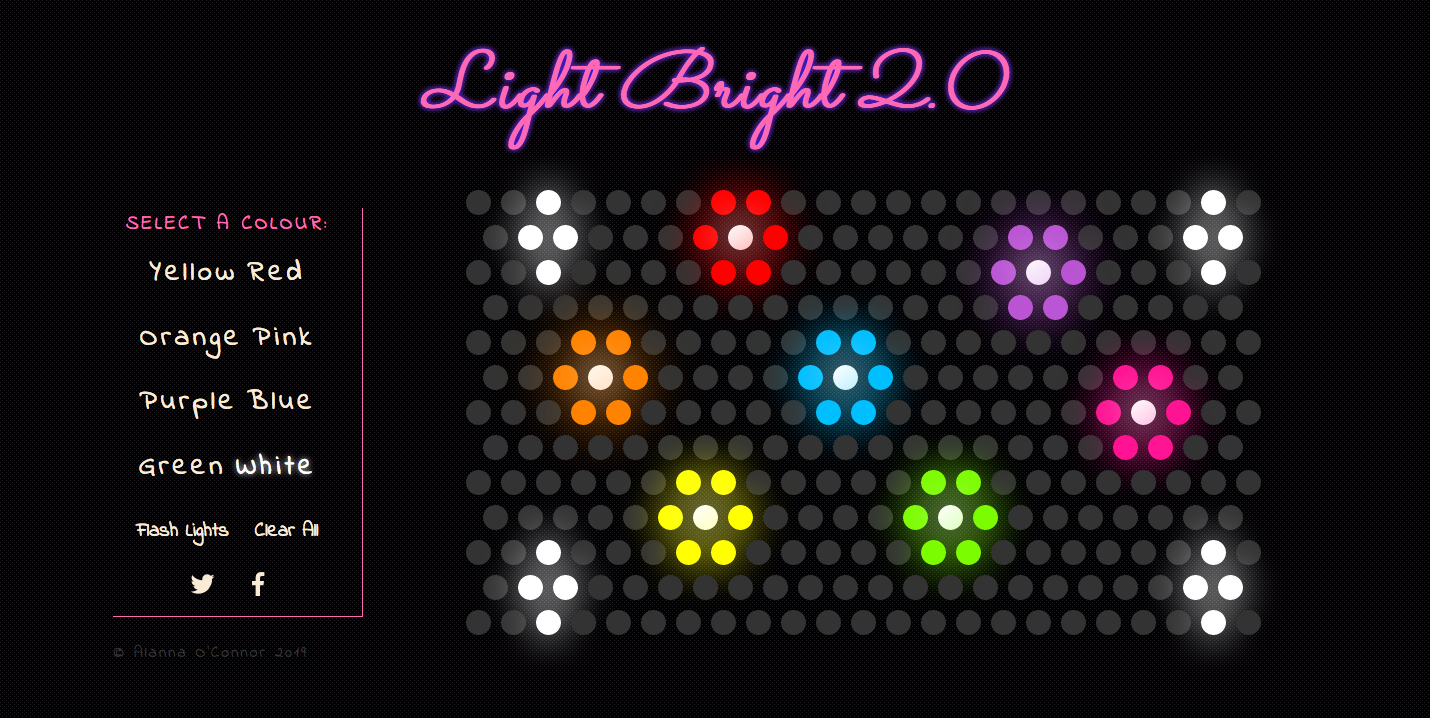 Light Bright 2.0
SELECT A COLOUR:
Yellow Red
Orange Pink
Purple Blue
Green White
Flash Lights Clear All
© Alanna O'Connor 2019